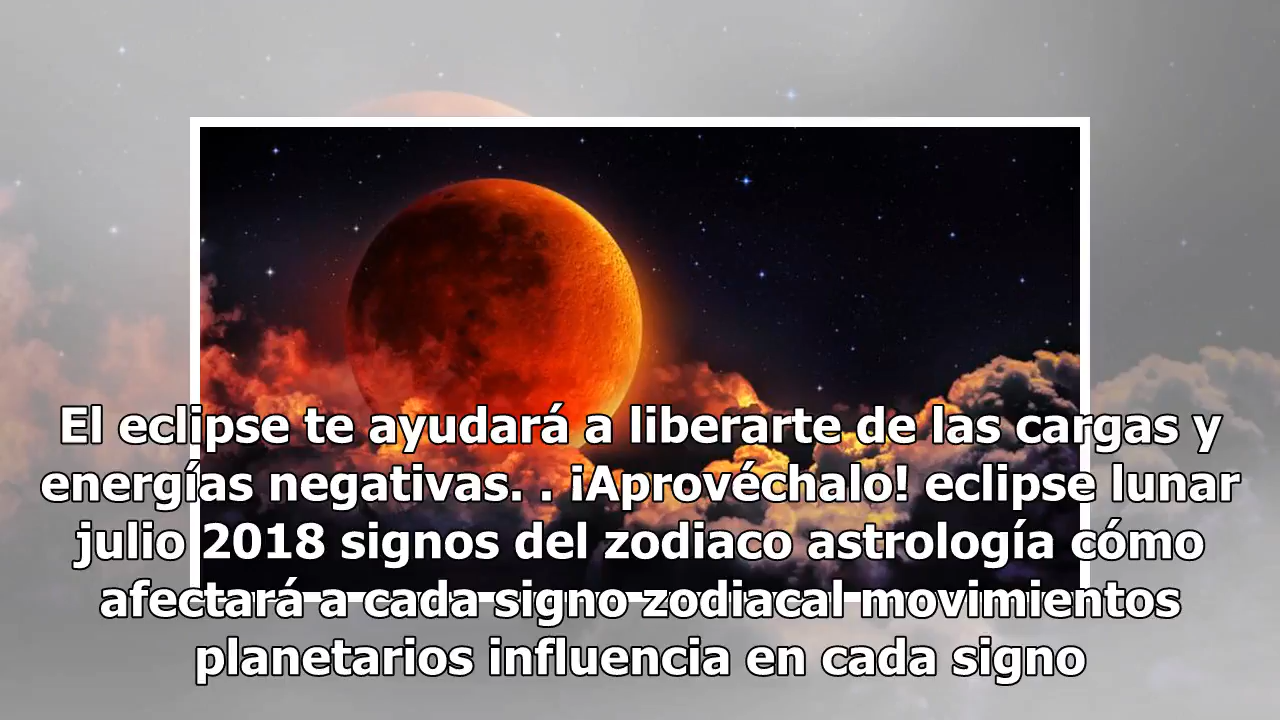 El eclipse te ayudará a liberarte de las cargas y
energías negativas. . ¡Aprovéchalo! eclipse lunar
julio 2018 signos del zodiaco astrología cómo
afectará a cada signo zodiacal movimientos
planetarios influencia en cada signo